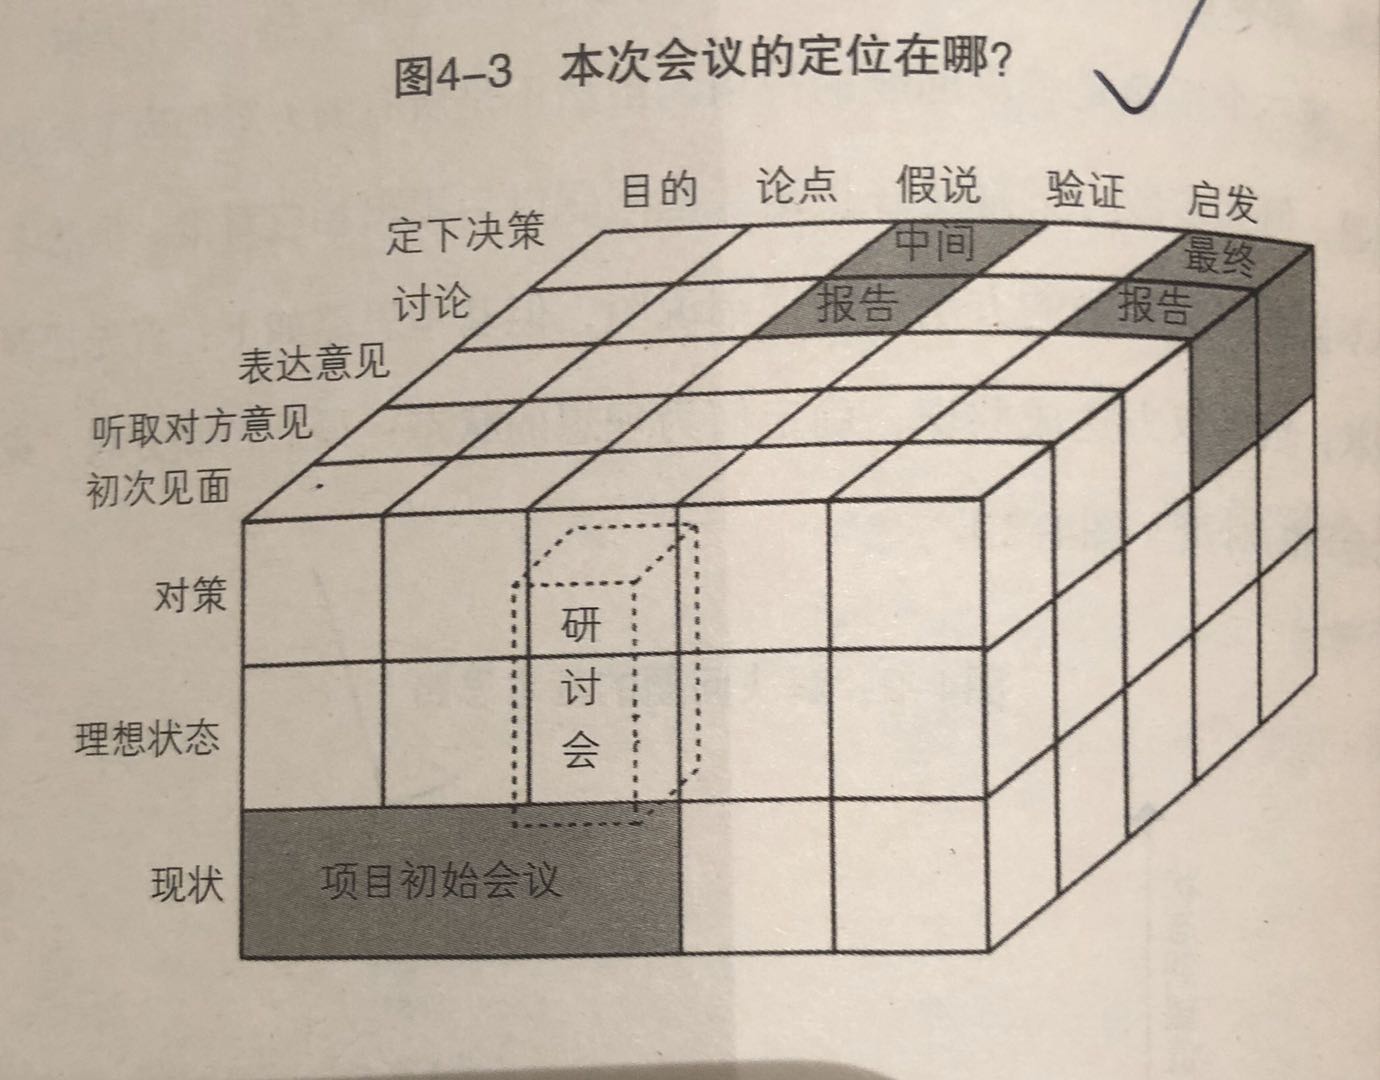 图4-3 本次会议的定位在哪?
目的 论点 假说 验证 启发
定下决策
中间 最终
讨论
报告 报告
表达意见
听取对方意见
初次见面
对策
研
讨
会
理想状态
现状
项目初始会议